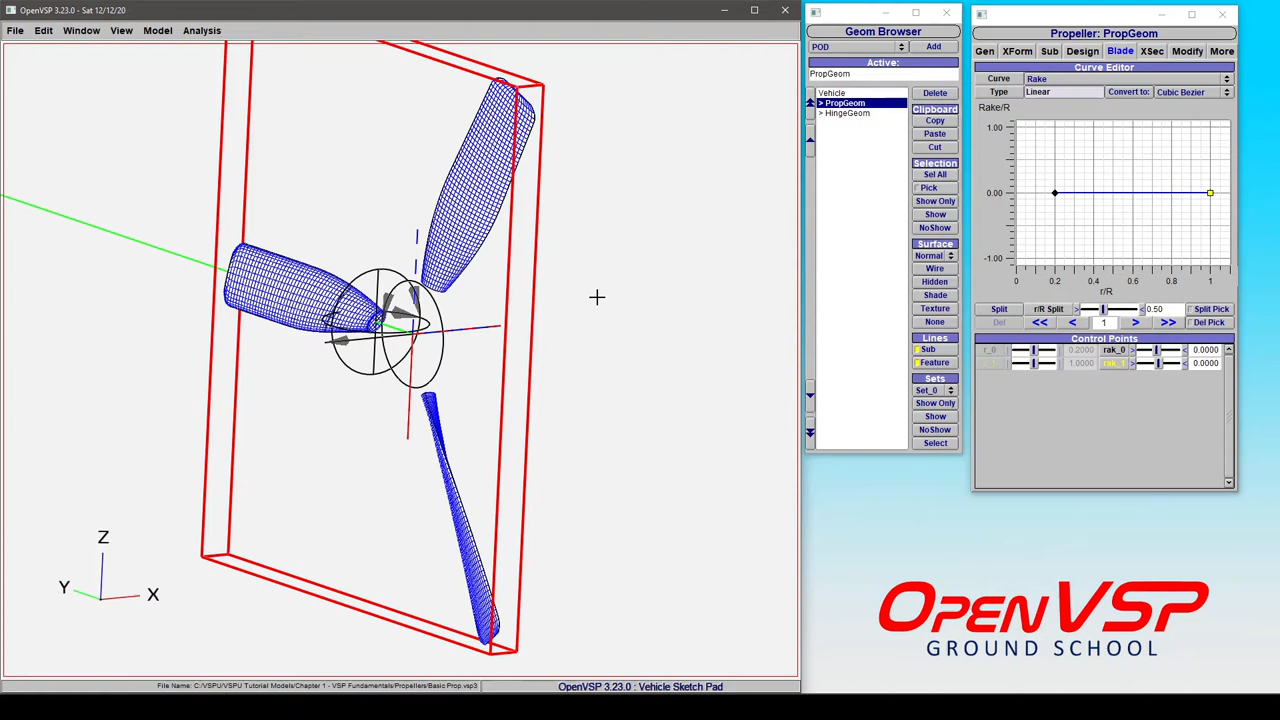 OpenVSP - Sat 12/12/20
File Edit Window View Model Analysis
Z
Y
X
File Name: C:/VSPU/VSPU Tutorial Models/Chapter 1 - VSP Fundamentals/Propellers/Basic Prop.vsp3
OpenVSP 3.23.0 : Vehicle Sketch Pad
Geom Browser
POD
Add
Active:
PropGeom
Vehicle
> PropGeom
> HingeGeom
Delete
Clipboard
Copy
Paste
Cut
Selection
Sel All
Pick
Show Only
Show
NoShow
Surface
Normal
Wire
Hidden
Shade
Texture
None
Lines
Sub
Feature
Sets
Set_0
Show Only
Show
NoShow
Select
Propeller: PropGeom
Gen XForm Sub Design Blade XSec Modify More
Curve Editor
Curve Rake
Type Linear Convert to: Cubic Bezier
Rake/R
1.00
0.00
-1.00
0.2 0.4 0.6 0.8 1
r/R
Split r/R Split > < 0.50 Split Pick
Del << < 1 > >> Del Pick
Control Points
r_0 0.2000 rak_0 > < 0.0000
1.0000 rak_1 > < 0.0000
OPENVSP
GROUND SCHOOL